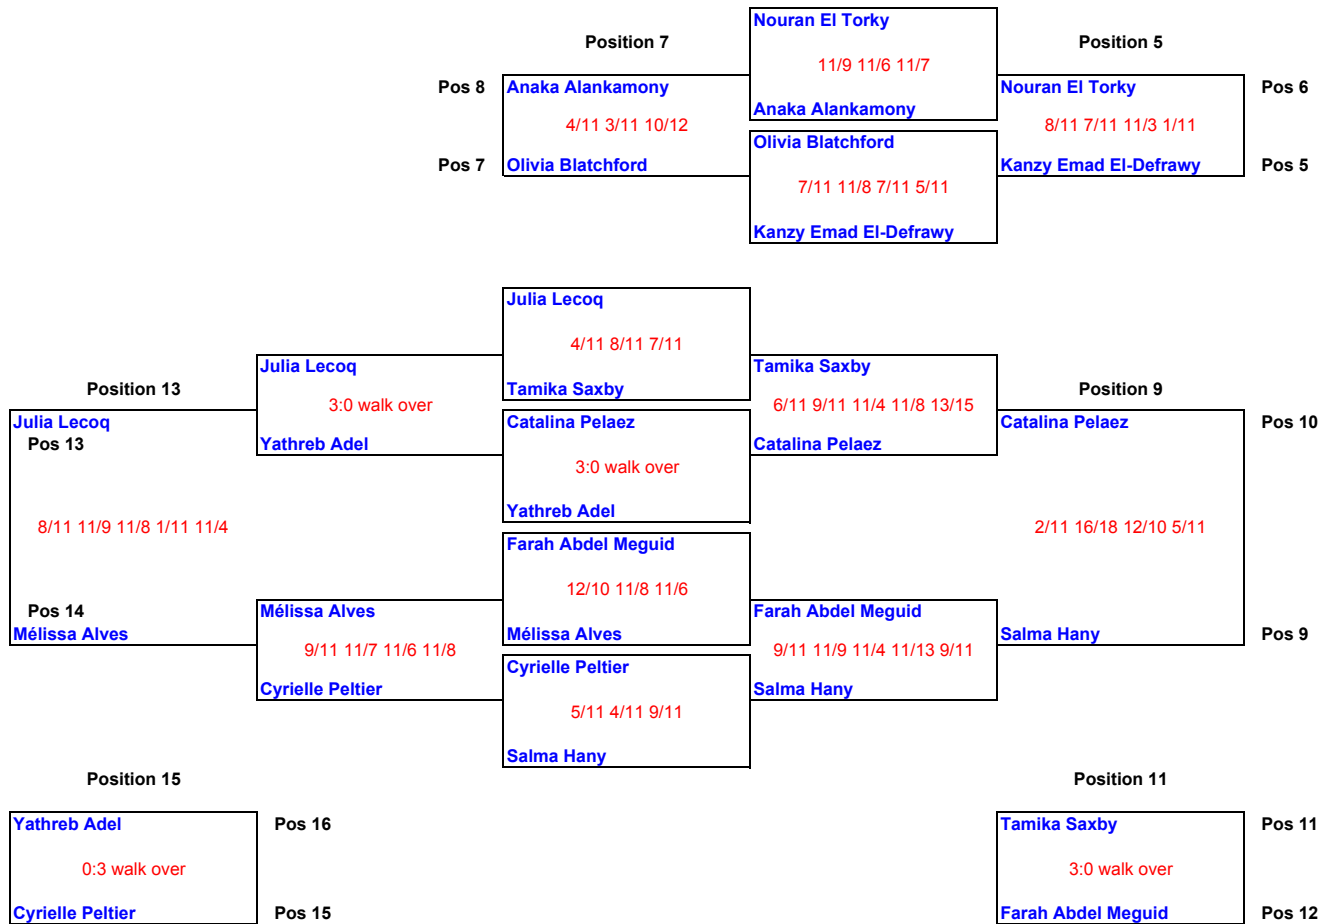 Nouran El Torky
Position 7
Position 5
11/9 11/6 11/7
Pos 8
Anaka Alankamony
Nouran El Torky
Pos 6
Anaka Alankamony
4/11 3/11 10/12
8/11 7/11 11/3 1/11
Olivia Blatchford
Pos 7
Olivia Blatchford
Kanzy Emad El-Defrawy
Pos 5
7/11 11/8 7/11 5/11
Kanzy Emad El-Defrawy
Julia Lecoq
4/11 8/11 7/11
Julia Lecoq
Tamika Saxby
Position 13
Tamika Saxby
Position 9
3:0 walk over
6/11 9/11 11/4 11/8 13/15
Julia Lecoq
Catalina Pelaez
Catalina Pelaez
Pos 10
Pos 13
Yathreb Adel
Catalina Pelaez
3:0 walk over
Yathreb Adel
8/11 11/9 11/8 1/11 11/4
2/11 16/18 12/10 5/11
Farah Abdel Meguid
12/10 11/8 11/6
Pos 14
Mélissa Alves
Farah Abdel Meguid
Mélissa Alves
Mélissa Alves
Salma Hany
Pos 9
9/11 11/7 11/6 11/8
9/11 11/9 11/4 11/13 9/11
Cyrielle Peltier
Cyrielle Peltier
Salma Hany
5/11 4/11 9/11
Salma Hany
Position 15
Position 11
Yathreb Adel
Pos 16
Tamika Saxby
Pos 11
0:3 walk over
3:0 walk over
Cyrielle Peltier
Pos 15
Farah Abdel Meguid
Pos 12